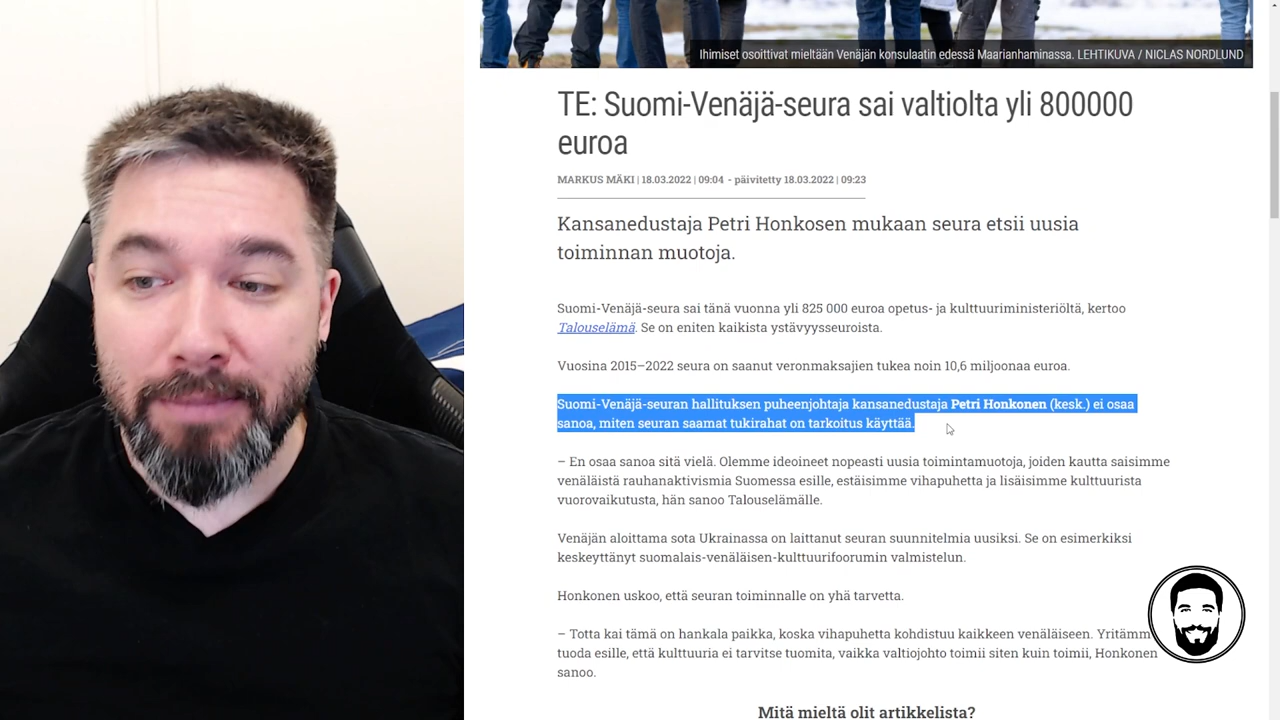 Ihimiset osoittivat mieltään Venäjän konsulaatin edessä Maarianhaminassa. LEHTIKUVA / NICLAS NORDLUND
TE: Suomi-Venäjä-seura sai valtiolta yli 800000
euroa
MARKUS MÄKI | 18.03.2022 | 09:04 - päivitetty 18.03.2022 | 09:23
Kansanedustaja Petri Honkosen mukaan seura etsii uusia
toiminnan muotoja.
Suomi-Venäjä-seura sai tänä vuonna yli 825 000 euroa opetus- ja kulttuuriministeriöltä, kertoo
Talouselämä. Se on eniten kaikista ystävyysseuroista.
Vuosina 2015–2022 seura on saanut veronmaksajien tukea noin 10,6 miljoonaa euroa.
Suomi-Venäjä-seuran hallituksen puheenjohtaja kansanedustaja Petri Honkonen (kesk.) ei osaa
sanoa, miten seuran saamat tukirahat on tarkoitus käyttää.
– En osaa sanoa sitä vielä. Olemme ideoineet nopeasti uusia toimintamuotoja, joiden kautta saisimme
venäläistä rauhanaktivismia Suomessa esille, estäisimme vihapuhetta ja lisäisimme kulttuurista
vuorovaikutusta, hän sanoo Talouselämälle.
Venäjän aloittama sota Ukrainassa on laittanut seuran suunnitelmia uusiksi. Se on esimerkiksi
keskeyttänyt suomalais-venäläisen-kulttuurifoorumin valmistelun.
Honkonen uskoo, että seuran toiminnalle on yhä tarvetta.
– Totta kai tämä on hankala paikka, koska vihapuhetta kohdistuu kaikkeen venäläiseen. Yritämm
tuoda esille, että kulttuuria ei tarvitse tuomita, vaikka valtiojohto toimii siten kuin toimii, Honkonen
sanoo.
Mitä mieltä olit artikkelista?